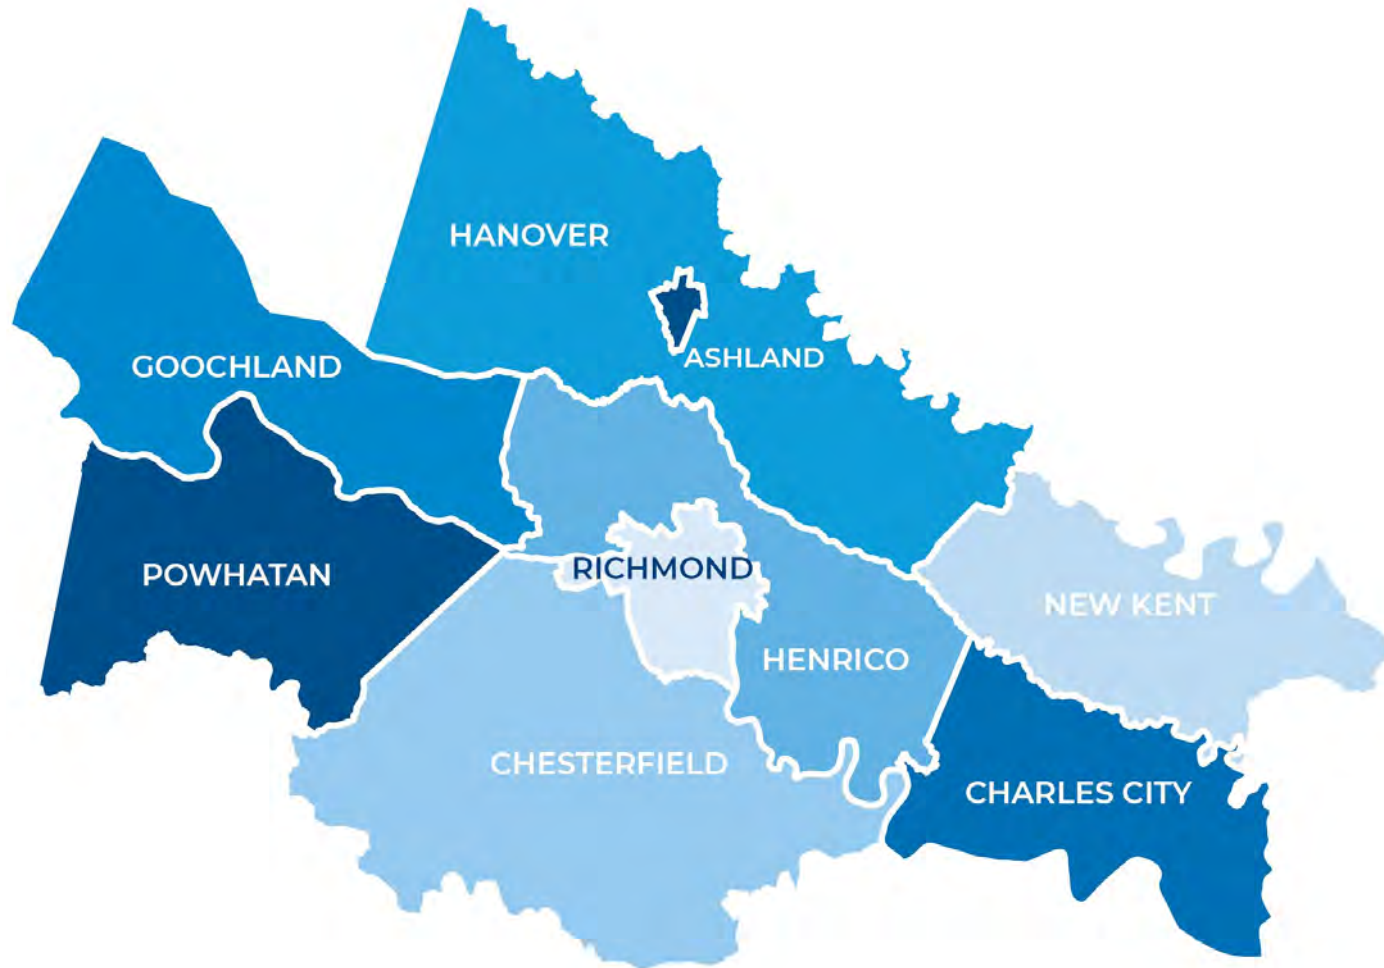 HANOVER
ASHLAND
GOOCHLAND
POWHATAN
RICHMOND
NEW KENT
HENRICO
CHESTERFIELD
CHARLES CITY